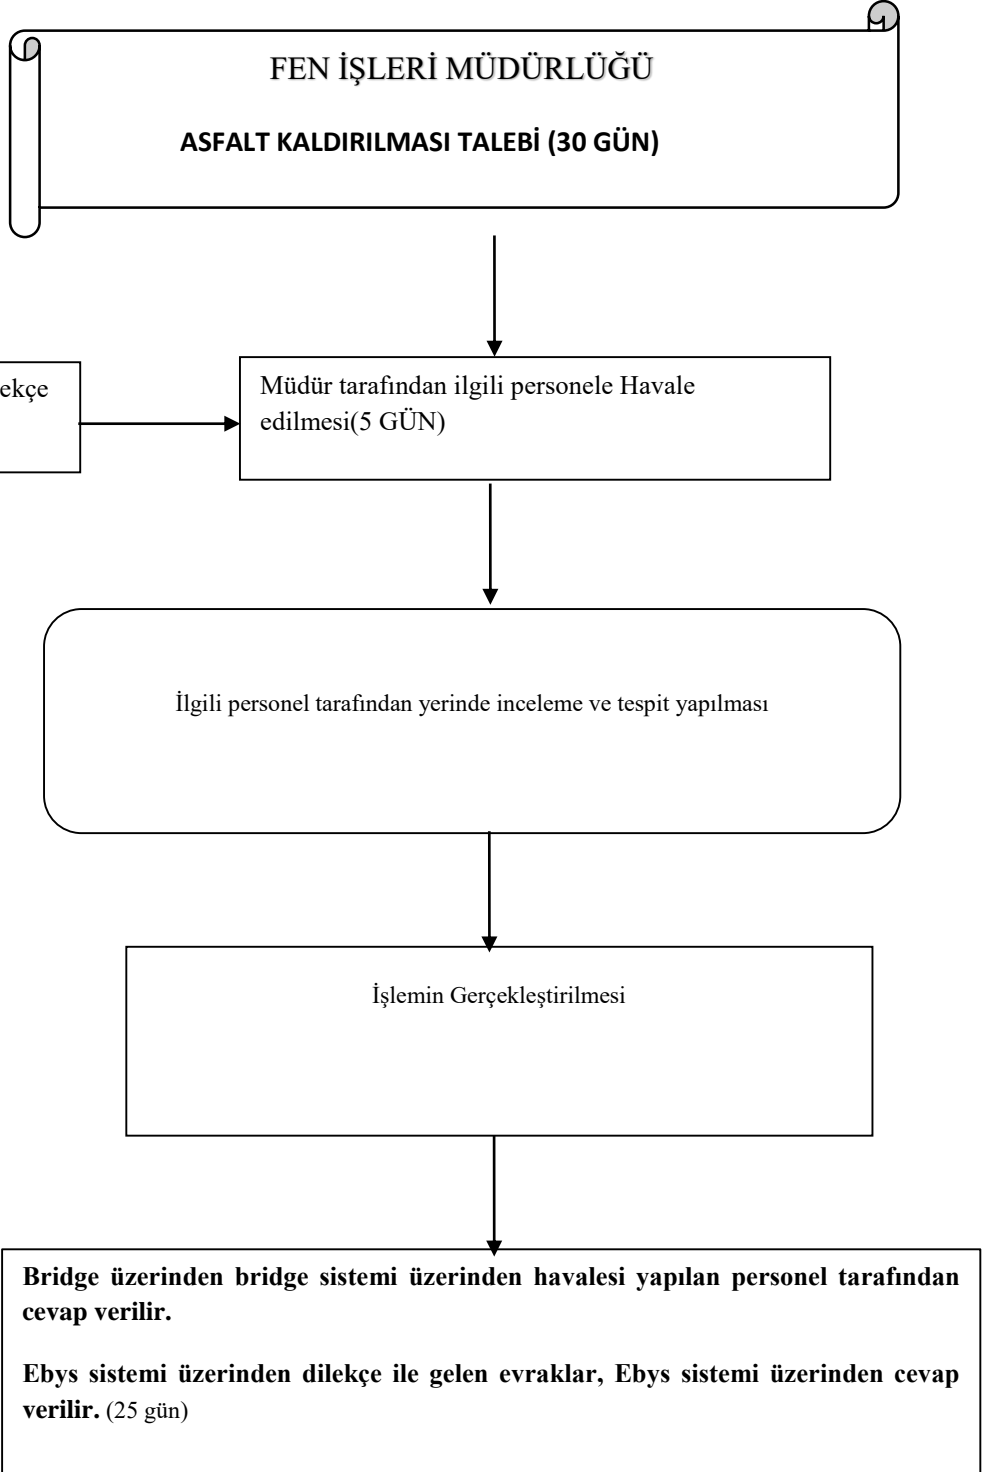 FEN İŞLERİ MÜDÜRLÜĞÜ
ASFALT KALDIRILMASI TALEBİ (30 GÜN)
Müdür tarafından ilgili personele Havale
edilmesi(5 GÜN)
İlgili personel tarafından yerinde inceleme ve tespit yapılması
İşlemin Gerçekleştirilmesi
Bridge üzerinden bridge sistemi üzerinden havalesi yapılan personel tarafından
cevap verilir.
Ebys sistemi üzerinden dilekçe ile gelen evraklar, Ebys sistemi üzerinden cevap
verilir. (25 gün)